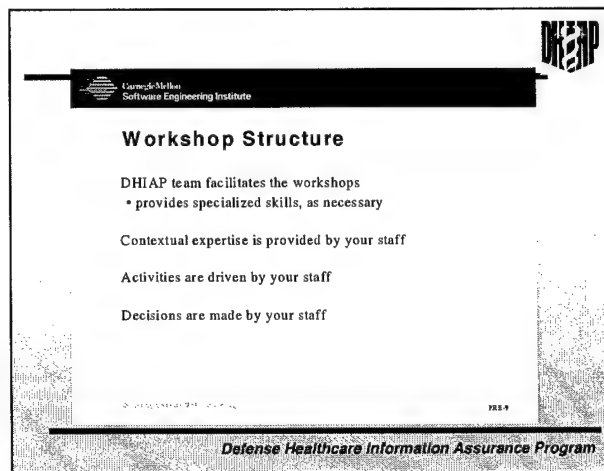 DHIAP
CarnegieMellon
Software Engineering Institute
Workshop Structure
DHIAP team facilitates the workshops
• provides specialized skills, as necessary
Contextual expertise is provided by your staff
Activities are driven by your staff
Decisions are made by your staff
PRE-9
Defense Healthcare Information Assurance Program